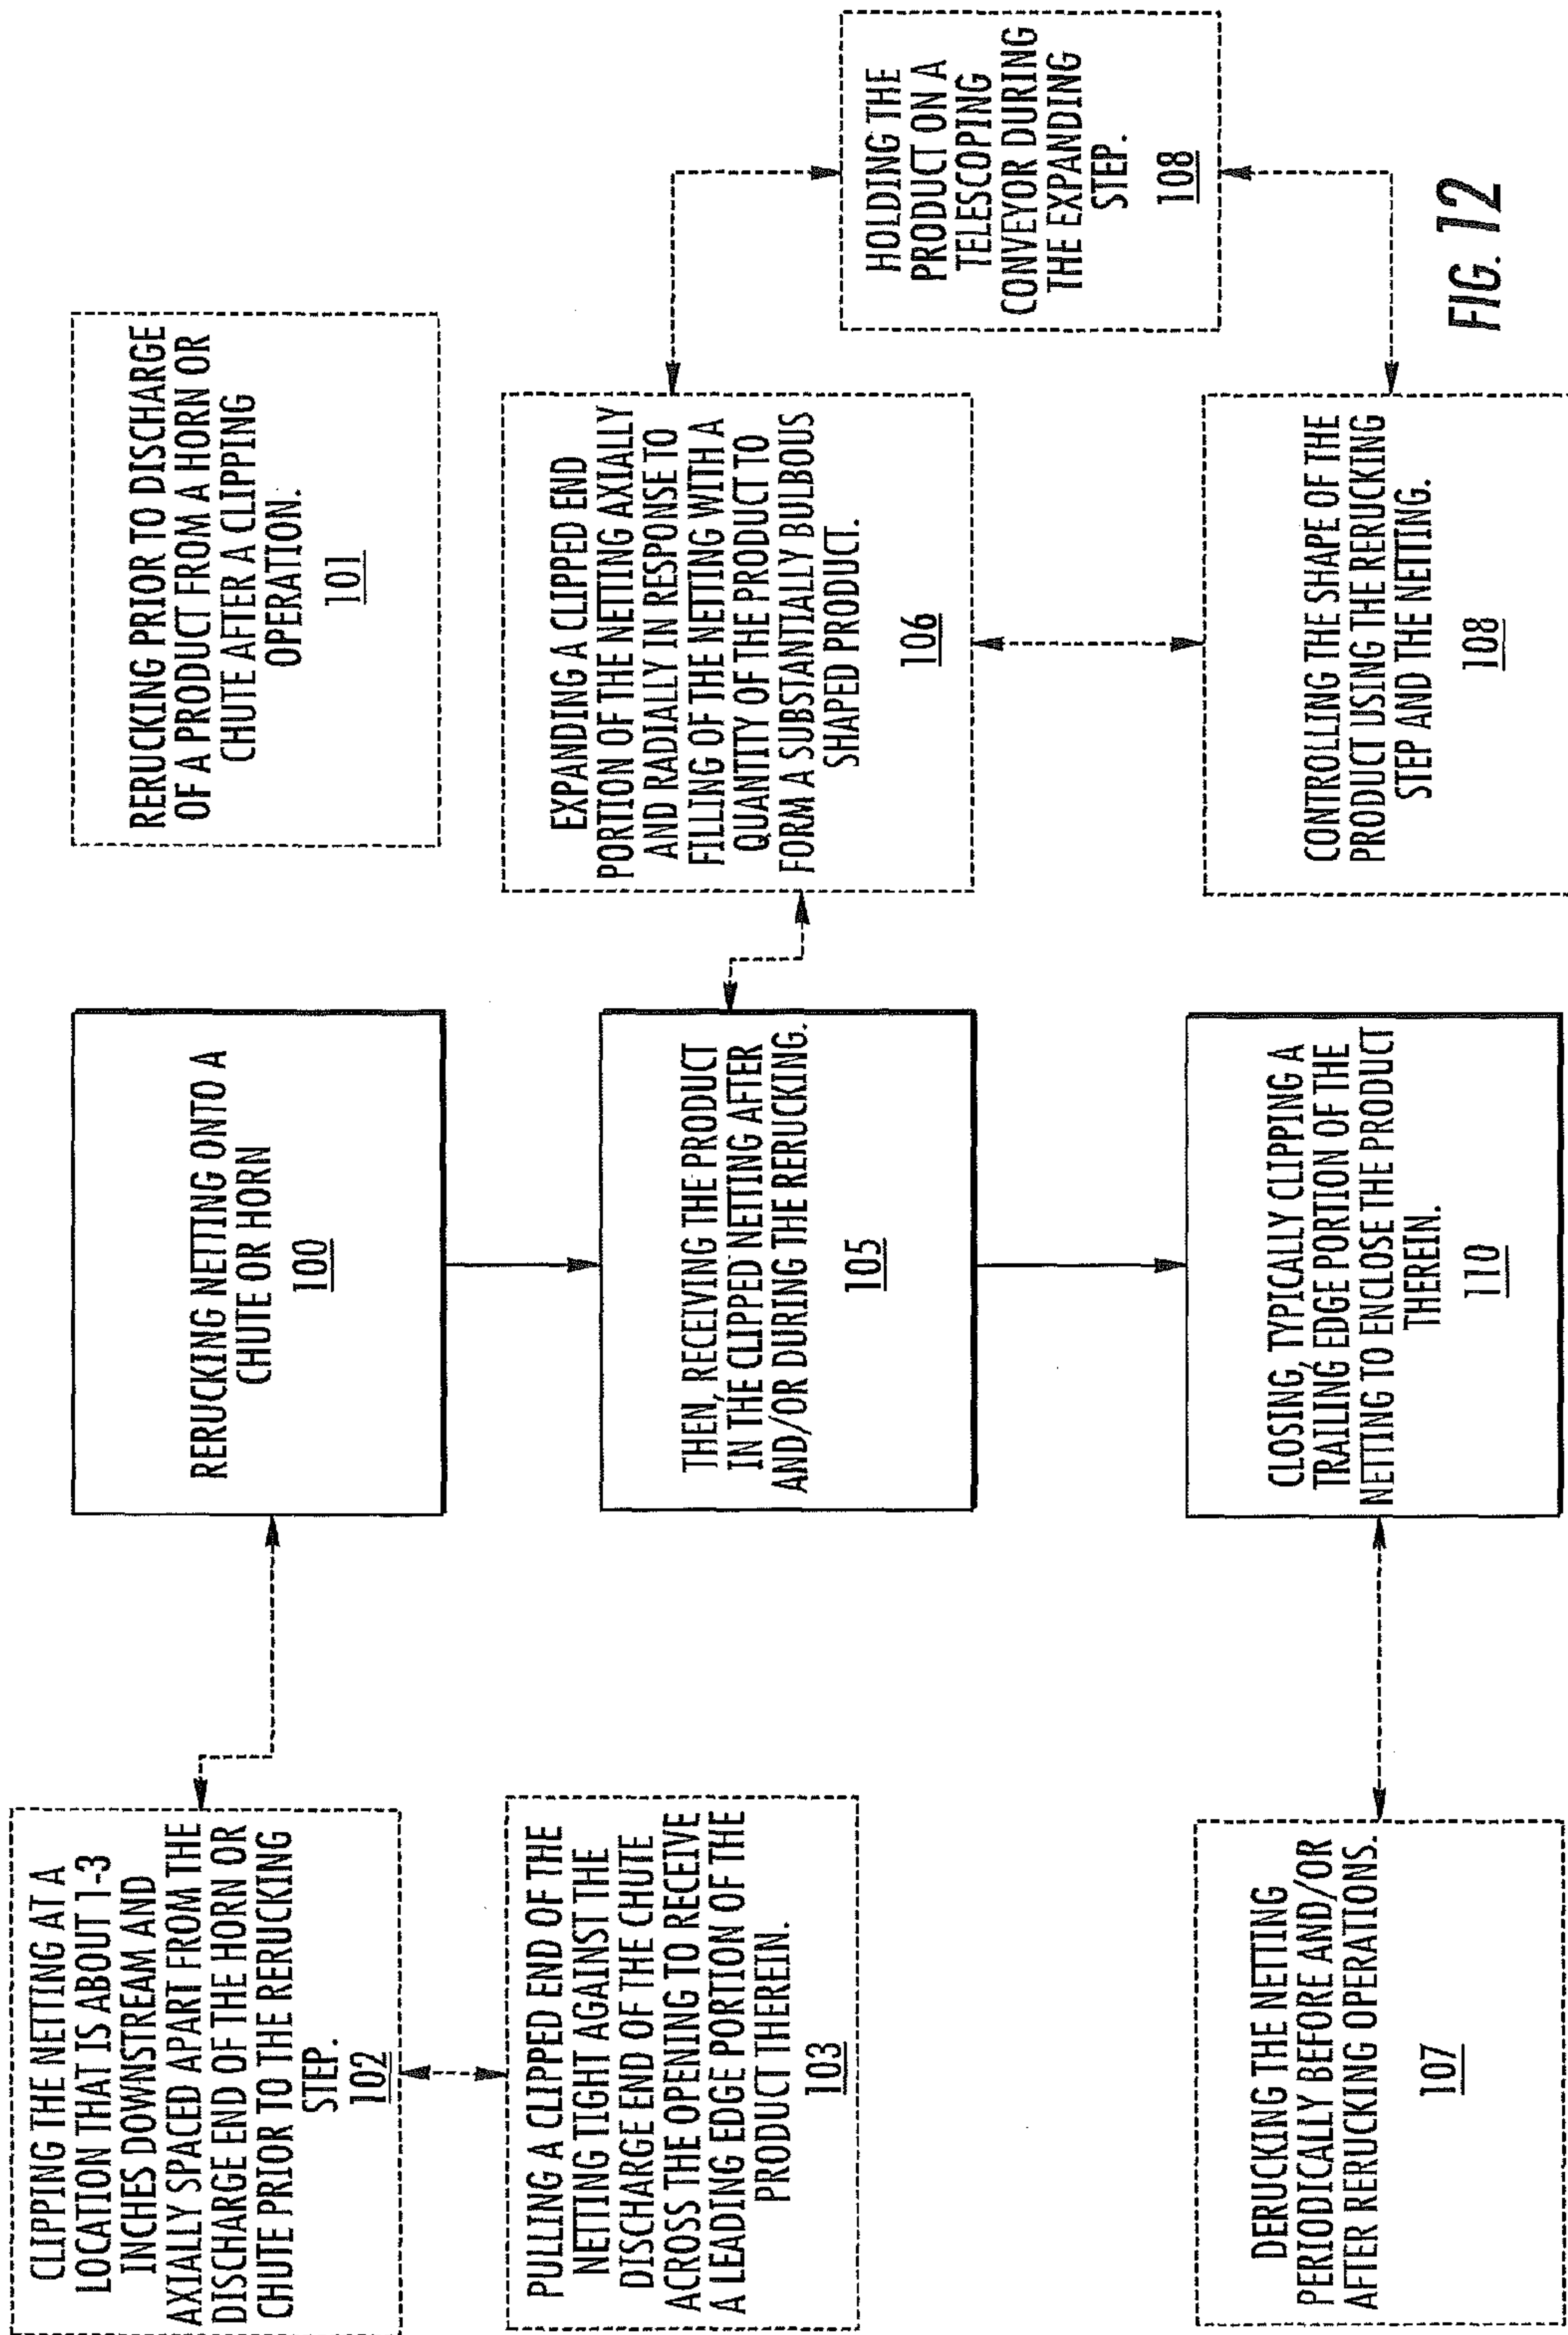 CLIPPING THE NETTING AT A
LOCATION THAT IS ABOUT 1-3
INCHES DOWNSTREAM AND
AXIALLY SPACED APART FROM THE
DISCHARGE END OF THE HORN OR
CHUTE PRIOR TO THE RERUCKING
STEP.
102
PULLING A CLIPPED END OF THE
NETTING TIGHT AGAINST THE
DISCHARGE END OF THE CHUTE
ACROSS THE OPENING TO RECEIVE
A LEADING EDGE PORTION OF THE
PRODUCT THEREIN.
103
DERUCKING THE NETTING
PERIODICALLY BEFORE AND/OR
AFTER RERUCKING OPERATIONS.
107
RERUCKING NETTING ONTO A
CHUTE OR HORN
100
THEN, RECEIVING THE PRODUCT
IN THE CLIPPED NETTING AFTER
AND/OR DURING THE RERUCKING.
105
CLOSING, TYPICALLY CLIPPING A
TRAILING EDGE PORTION OF THE
NETTING TO ENCLOSE THE PRODUCT
THEREIN.
110
RERUCKING PRIOR TO DISCHARGE
OF A PRODUCT FROM A HORN OR
CHUTE AFTER A CLIPPING
OPERATION.
101
EXPANDING A CLIPPED END
PORTION OF THE NETTING AXIALLY
AND RADIALLY IN RESPONSE TO
FILLING OF THE NETTING WITH A
QUANTITY OF THE PRODUCT TO
FORM A SUBSTANTIALLY BULBOUS
SHAPED PRODUCT.
106
CONTROLLING THE SHAPE OF THE
PRODUCT USING THE RERUCKING
STEP AND THE NETTING.
108
HOLDING THE
PRODUCT ON A
TELESCOPING
CONVEYOR DURING
THE EXPANDING
STEP.
108
FIG. 12